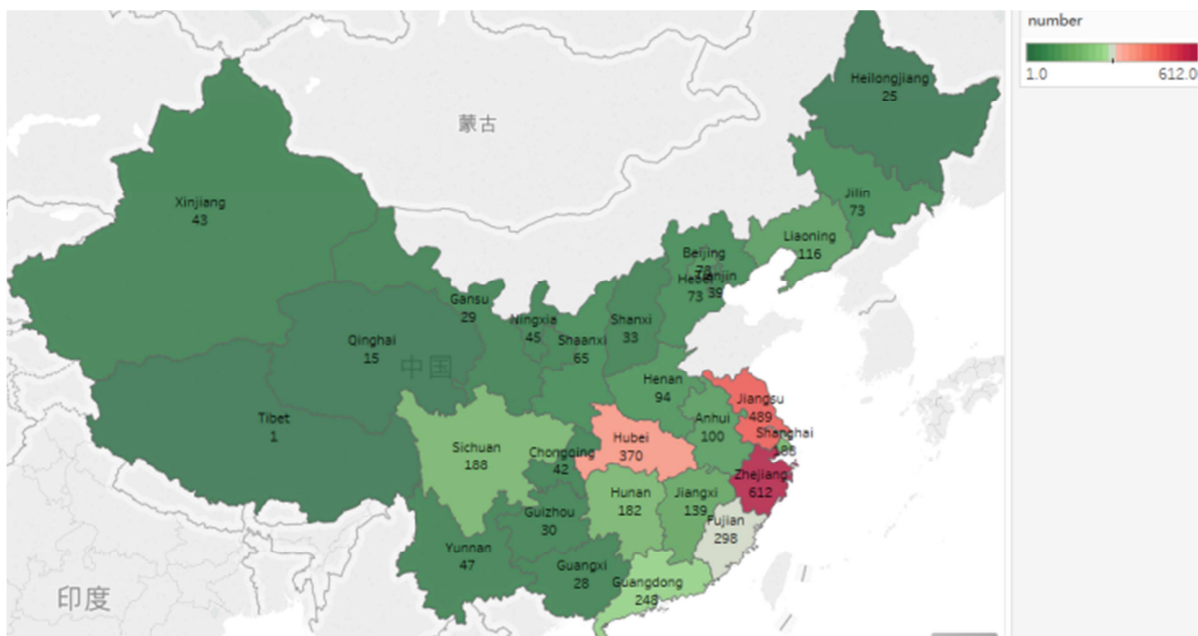 number
1.0 612.0
Heilongjiang
25
蒙古
Jilin
73
Xinjiang
43
Liaoning
116
Beijing
78
Hebei
73
Tianjin
39
Gansu
29
Ningxia
45
Shaanxi
65
Shanxi
33
Qinghai
15
中国
Henan
94
Jiangsu
489
Anhui
100
Shanghai
Tibet
1
Sichuan
188
Chongqing
42
Hubei
370
Zhejiang
612
Hunan
182
Jiangxi
139
Guizhou
30
Fujian
298
Yunnan
47
Guangxi
28
Guangdong
248
印度